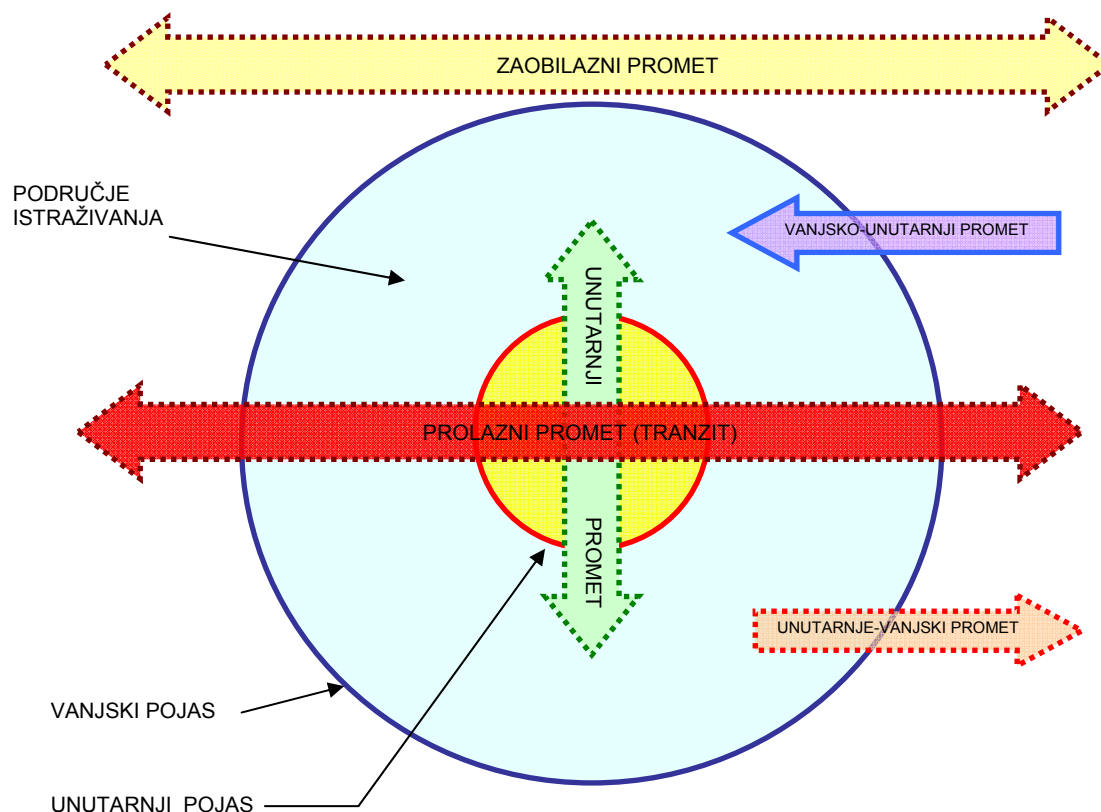 ZAOBILAZNI PROMET
PODRUČJE
ISTRAŽIVANJA
VANJSKO-UNUTARNJI PROMET
UNUTARNJI
PROLAZNI PROMET (TRANZIT)
PROMET
UNUTARNJE-VANJSKI PROMET
VANJSKI POJAS
UNUTARNJI POJAS